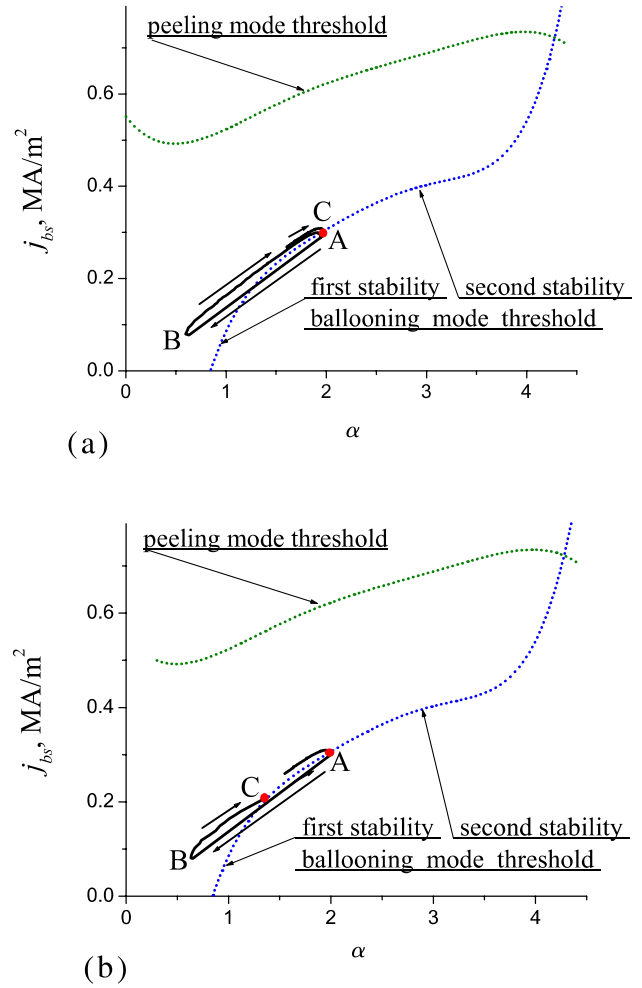 peeling mode threshold
0.6
j_bs, MA/m²
0.4
C
A
0.2
first stability second stability
B
ballooning mode threshold
0.0
0 1 2 3 4
α
(a)
peeling mode threshold
0.6
j_bs, MA/m²
0.4
A
C
0.2
first stability second stability
B
ballooning mode threshold
0.0
0 1 2 3 4
α
(b)